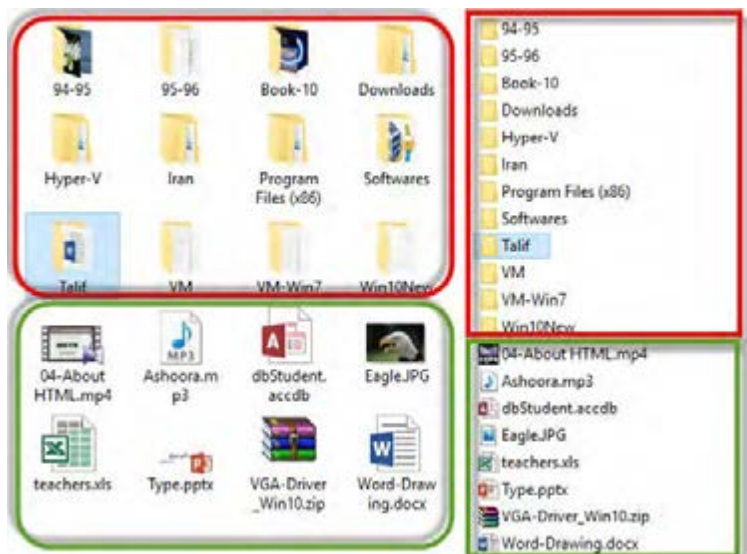 94-95
95-96
Book-10
Downloads
Hyper-V
Iran
Program
Files (x86)
Softwares
Talif
VM
VM-Win7
Win10New
04-About
HTML.mp4
MP3
Ashoora.m
p3
A
dbStudent.
accdb
EagleJPG
X
teachers.xls
P
Type.pptx
VGA-Driver
_Win10.zip
W
Word-Draw
ing.docx
94-95
95-96
Book-10
Downloads
Hyper-V
Iran
Program Files (x86)
Softwares
Talif
VM
VM-Win7
Win10New
04-About HTML.mp4
Ashoora.mp3
dbStudent.accdb
EagleJPG
teachers.xls
Type.pptx
VGA-Driver_Win10.zip
Word-Drawing.docx